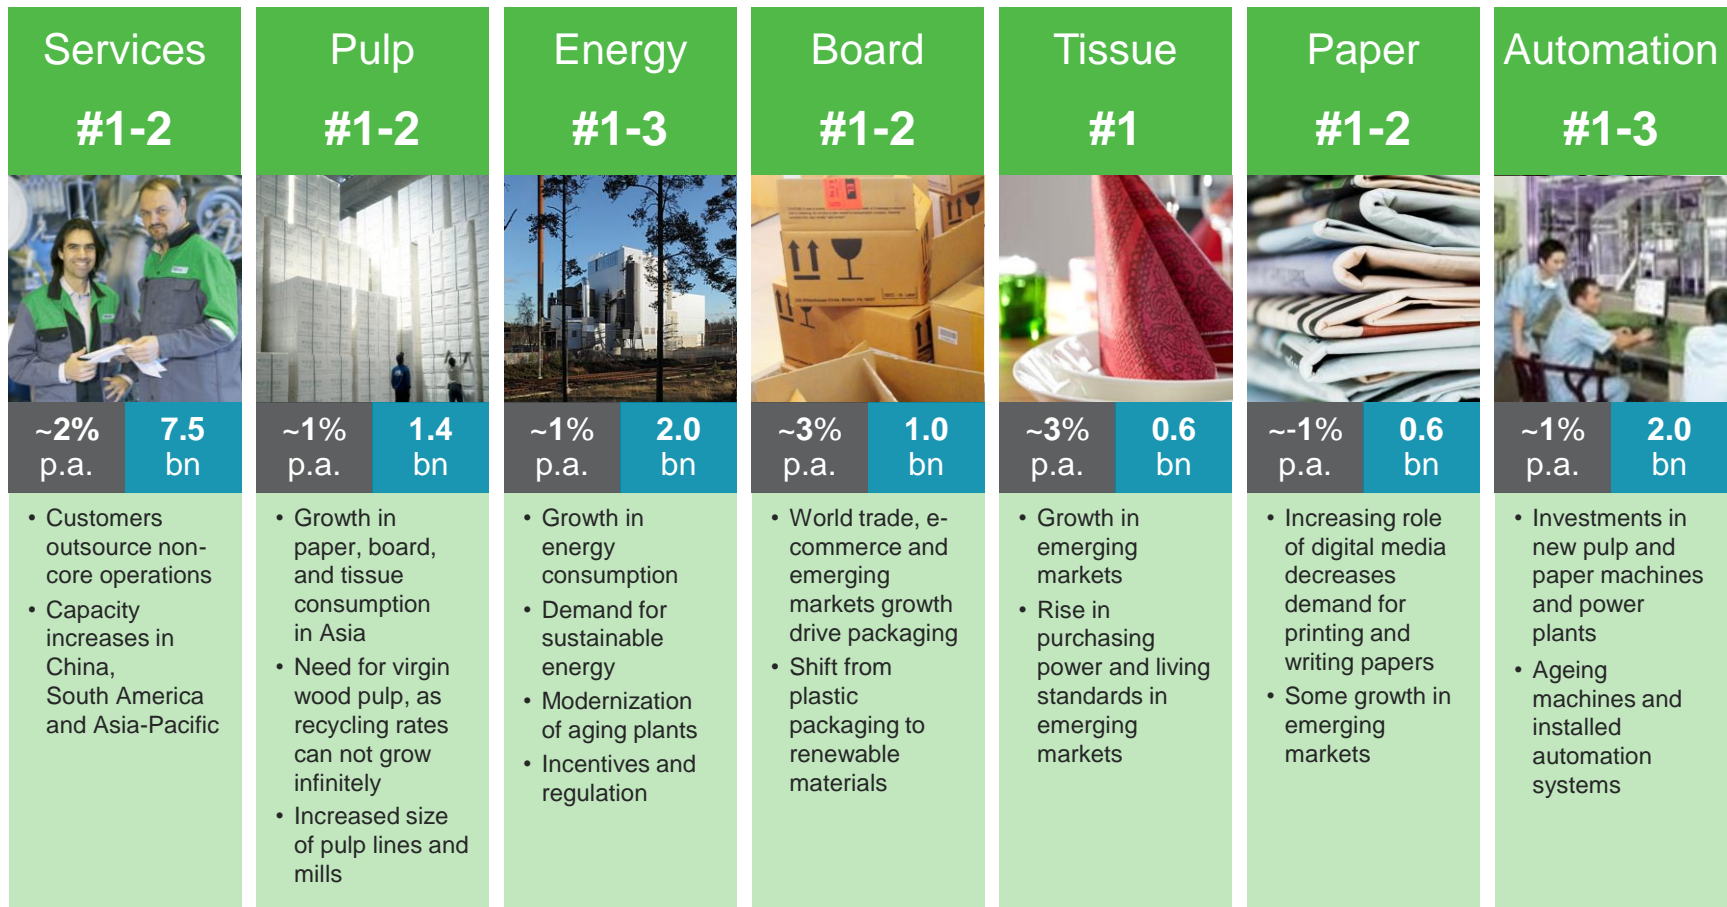 Services
#1-2
~2%
p.a.
7.5
bn
• Customers
outsource non-
core operations
• Capacity
increases in
China,
South America
and Asia-Pacific
Pulp
#1-2
~1%
p.a.
1.4
bn
• Growth in
paper, board,
and tissue
consumption
in Asia
• Need for virgin
wood pulp, as
recycling rates
can not grow
infinitely
• Increased size
of pulp lines and
mills
Energy
#1-3
~1%
p.a.
2.0
bn
• Growth in
energy
consumption
• Demand for
sustainable
energy
• Modernization
of aging plants
• Incentives and
regulation
Board
#1-2
~3%
p.a.
1.0
bn
• World trade, e-
commerce and
emerging
markets growth
drive packaging
• Shift from
plastic
packaging to
renewable
materials
Tissue
#1
~3%
p.a.
0.6
bn
• Growth in
emerging
markets
• Rise in
purchasing
power and living
standards in
emerging
markets
Paper
#1-2
~-1%
p.a.
0.6
bn
• Increasing role
of digital media
decreases
demand for
printing and
writing papers
• Some growth in
emerging
markets
Automation
#1-3
~1%
p.a.
2.0
bn
• Investments in
new pulp and
paper machines
and power
plants
• Ageing
machines and
installed
automation
systems